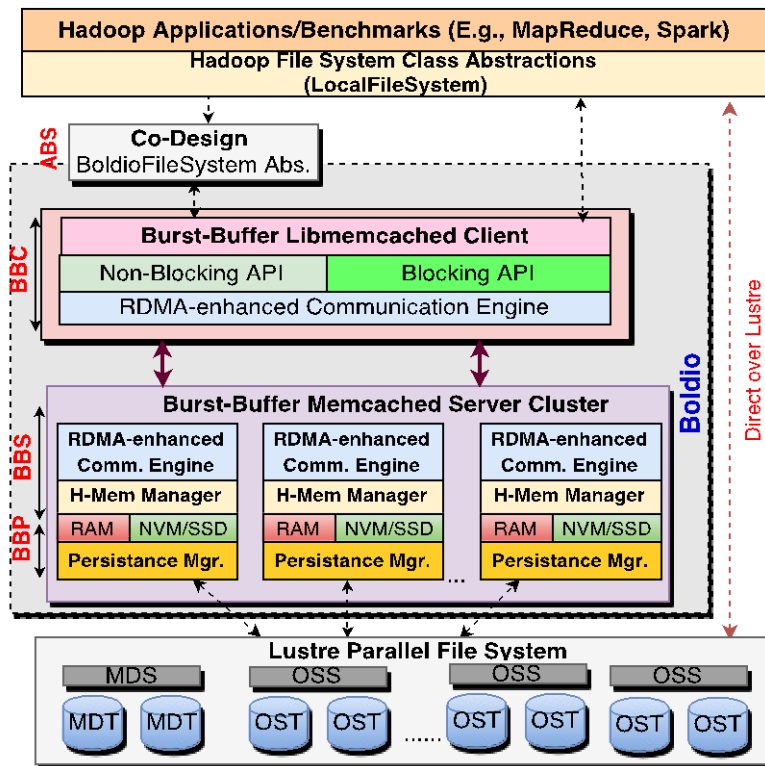 Hadoop Applications/Benchmarks (E.g., MapReduce, Spark)
Hadoop File System Class Abstractions
(LocalFileSystem)
ABS
Co-Design
BoldioFileSystem Abs.
BBC
Burst-Buffer Libmemcached Client
Non-Blocking API
Blocking API
RDMA-enhanced Communication Engine
Boldio
Direct over Lustre
Burst-Buffer Memcached Server Cluster
BBS
RDMA-enhanced
Comm. Engine
H-Mem Manager
RDMA-enhanced
Comm. Engine
H-Mem Manager
RDMA-enhanced
Comm. Engine
H-Mem Manager
BBP
RAM
NVM/SSD
Persistance Mgr.
RAM
NVM/SSD
Persistance Mgr.
...
RAM
NVM/SSD
Persistance Mgr.
Lustre Parallel File System
MDS
OSS
OSS
OSS
MDT
MDT
OST
OST
......
OST
OST
OST
OST